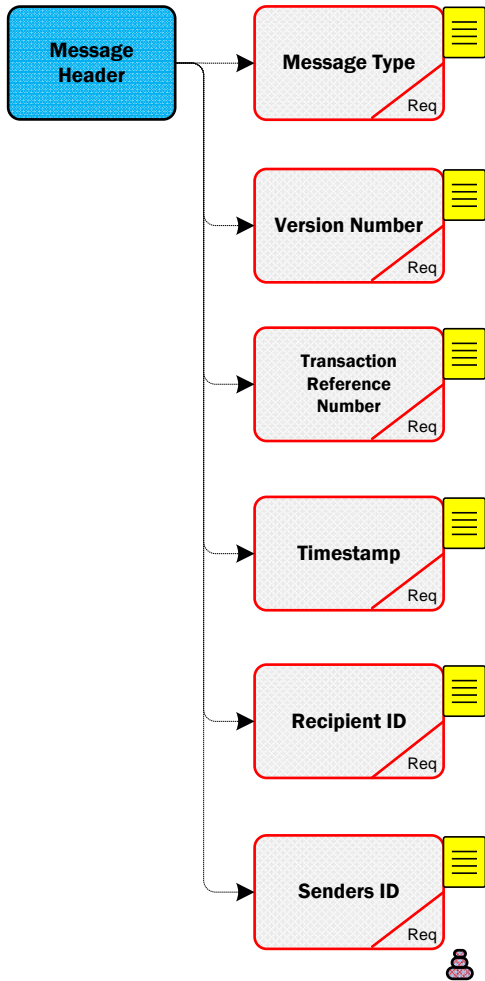 Message
Header
Message Type
Req
Version Number
Req
Transaction
Reference
Number
Req
Timestamp
Req
Recipient ID
Req
Senders ID
Req